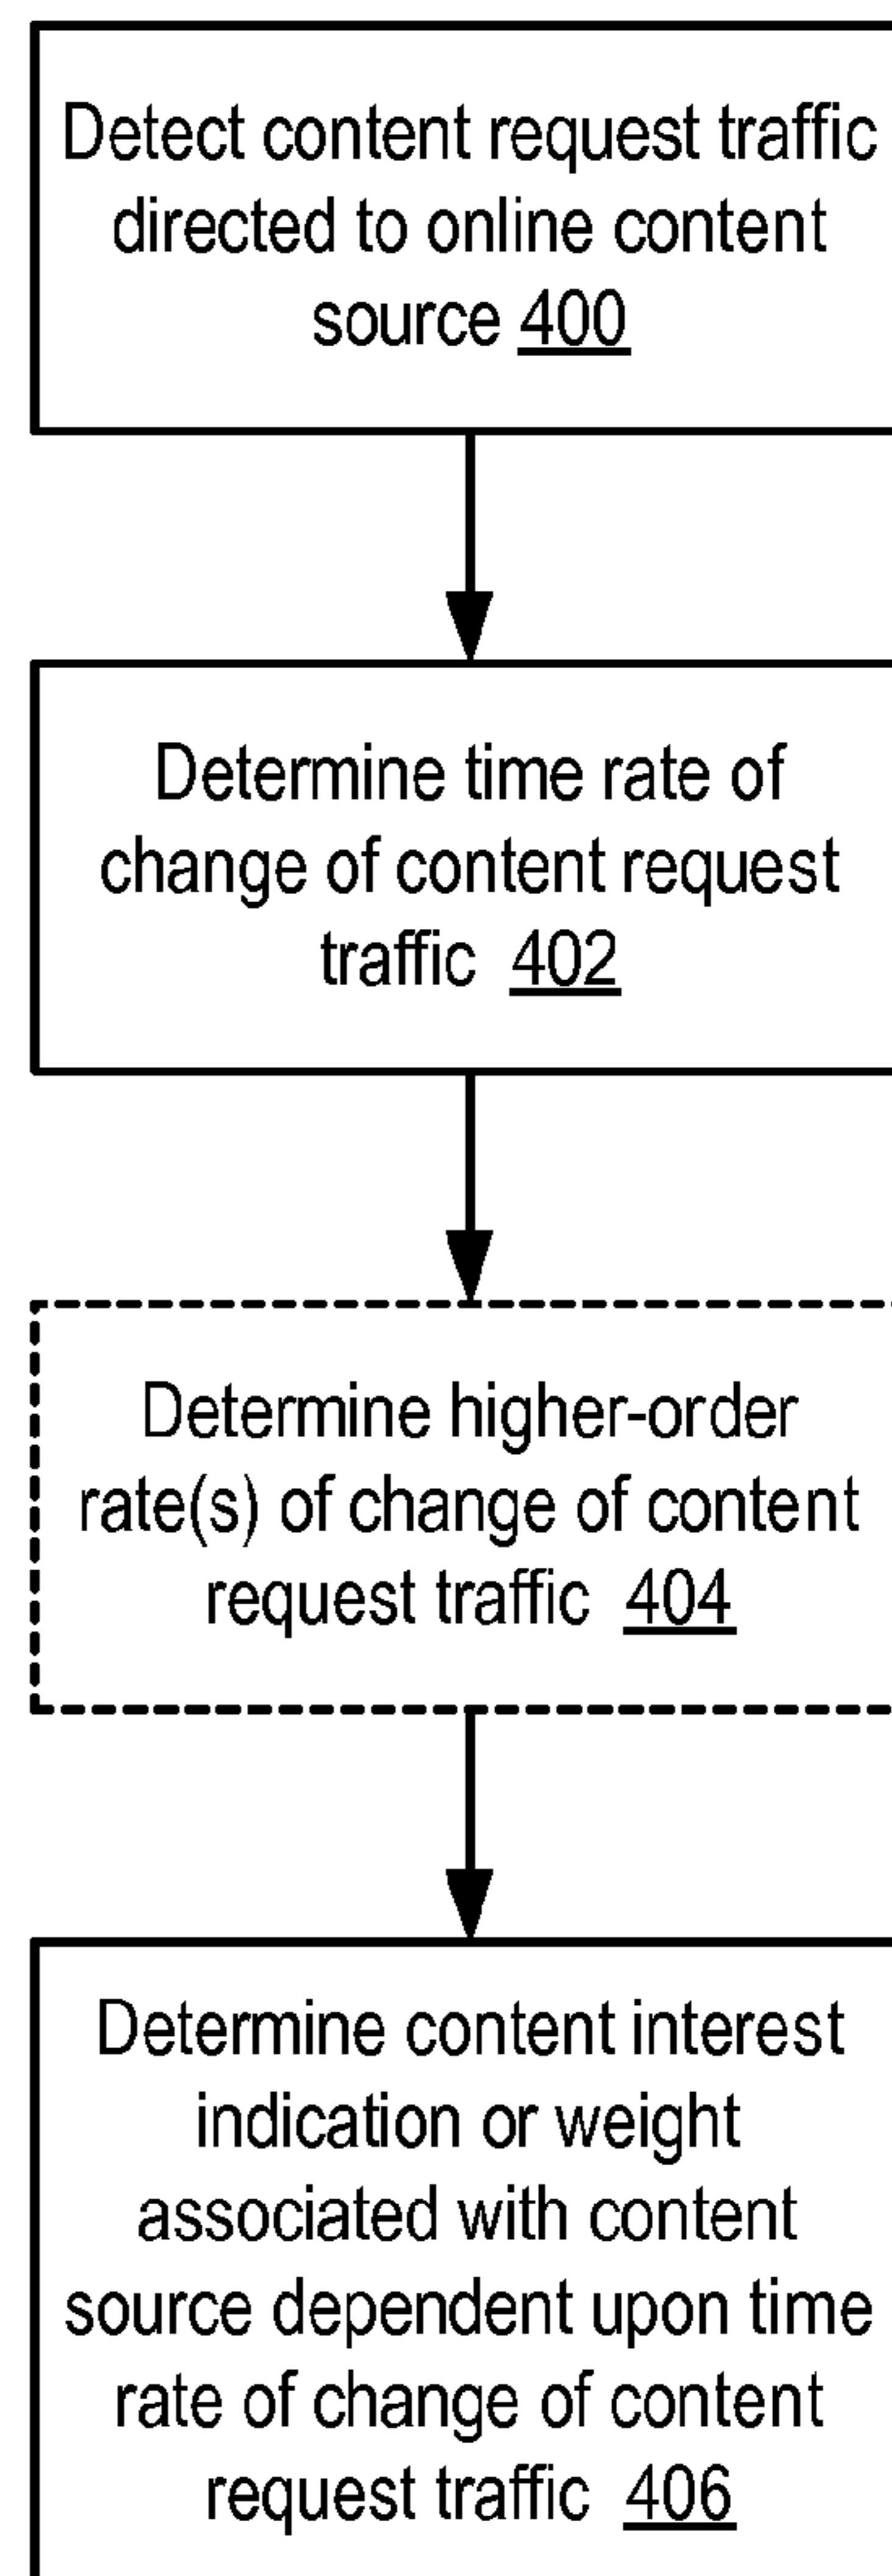 Detect content request traffic
directed to online content
source 400
Determine time rate of
change of content request
traffic 402
Determine higher-order
rate(s) of change of content
request traffic 404
Determine content interest
indication or weight
associated with content
source dependent upon time
rate of change of content
request traffic 406